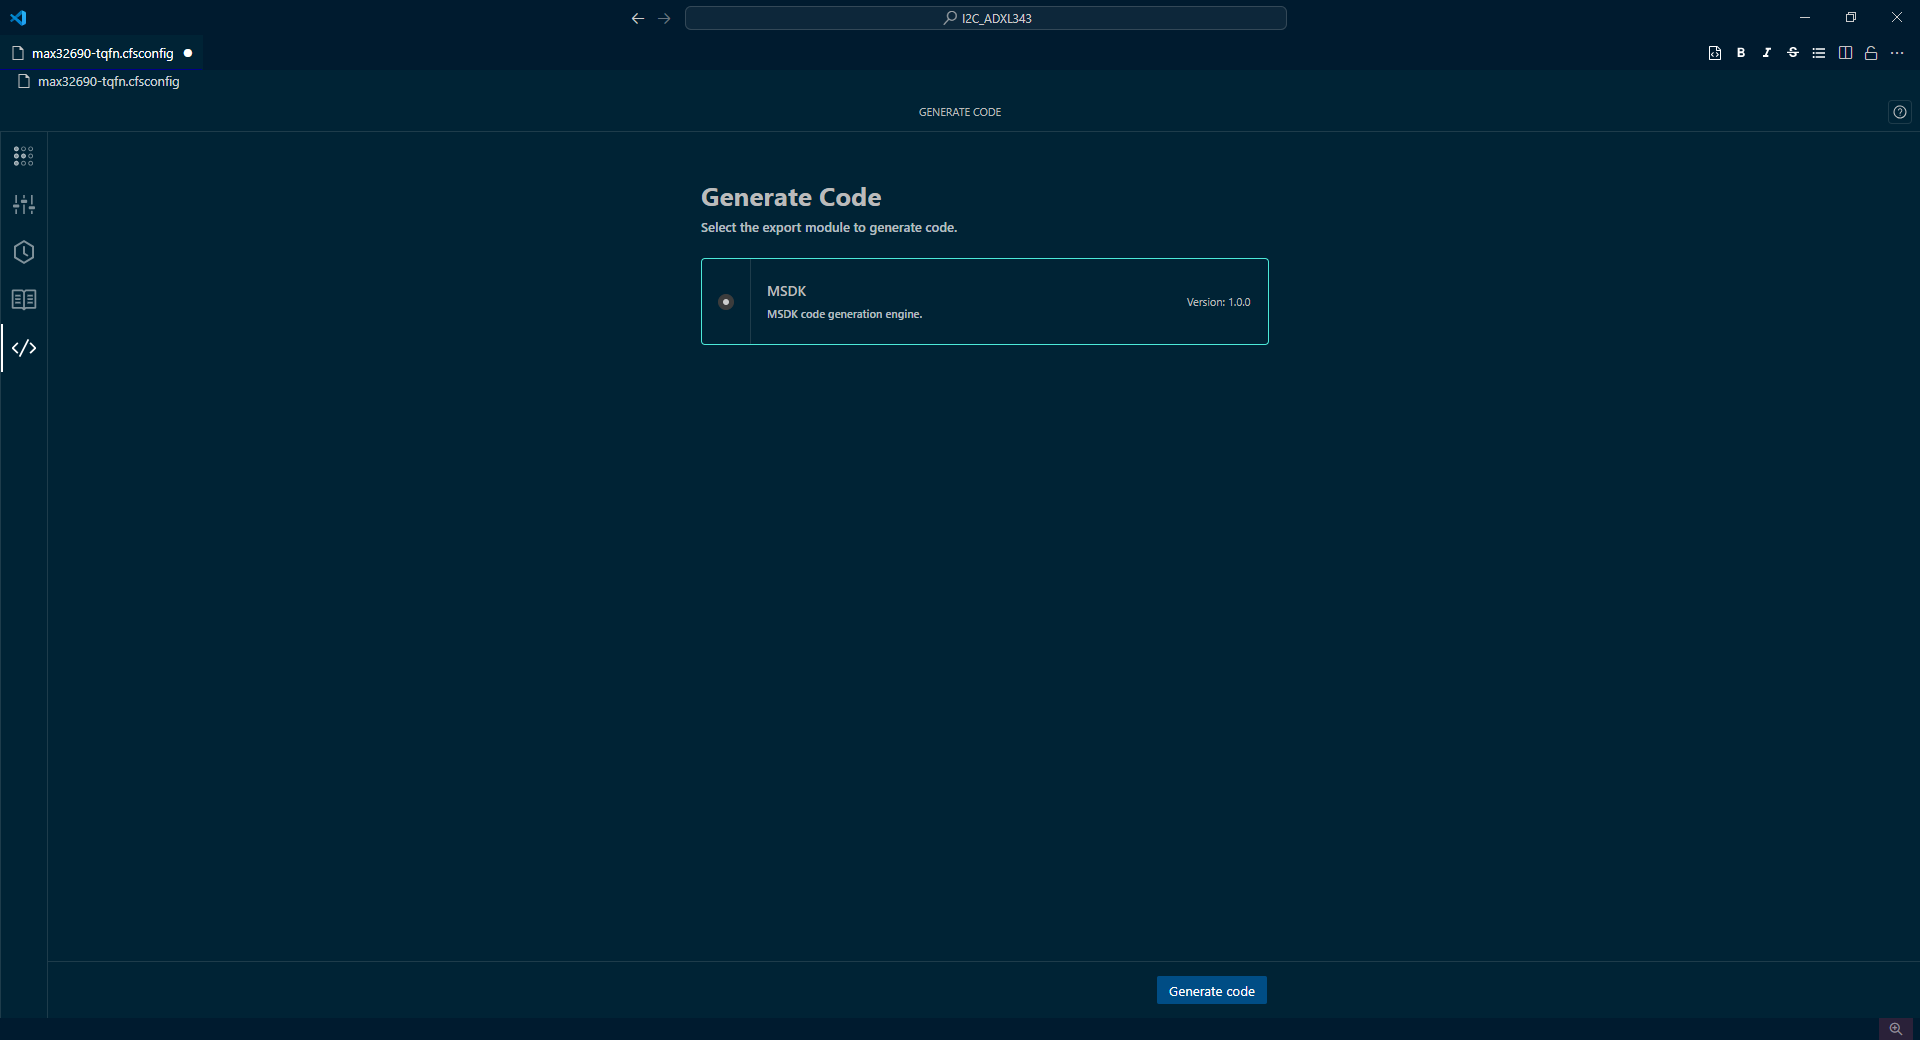 I2C_ADXL343
max32690-tqfn.cfsconfig
max32690-tqfn.cfsconfig
GENERATE CODE
Generate Code
Select the export module to generate code.
MSDK
MSDK code generation engine.
Version: 1.0.0
Generate code